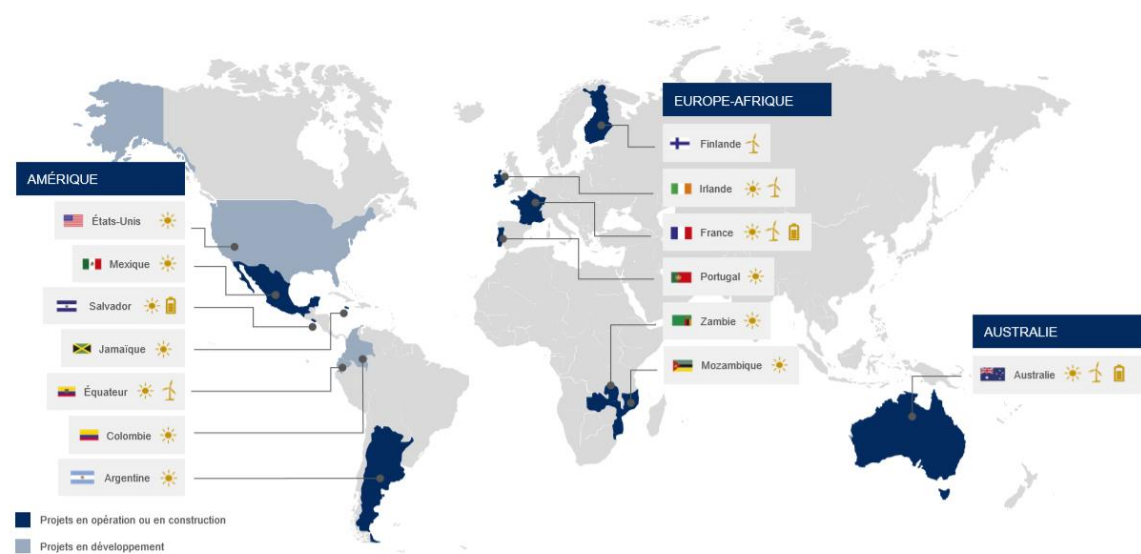 AMÉRIQUE
États-Unis
Mexique
Salvador
Jamaïque
Équateur
Colombie
Argentine
Projets en opération ou en construction
Projets en développement
EUROPE-AFRIQUE
Finlande
Irlande
France
Portugal
Zambie
Mozambique
AUSTRALIE
Australie